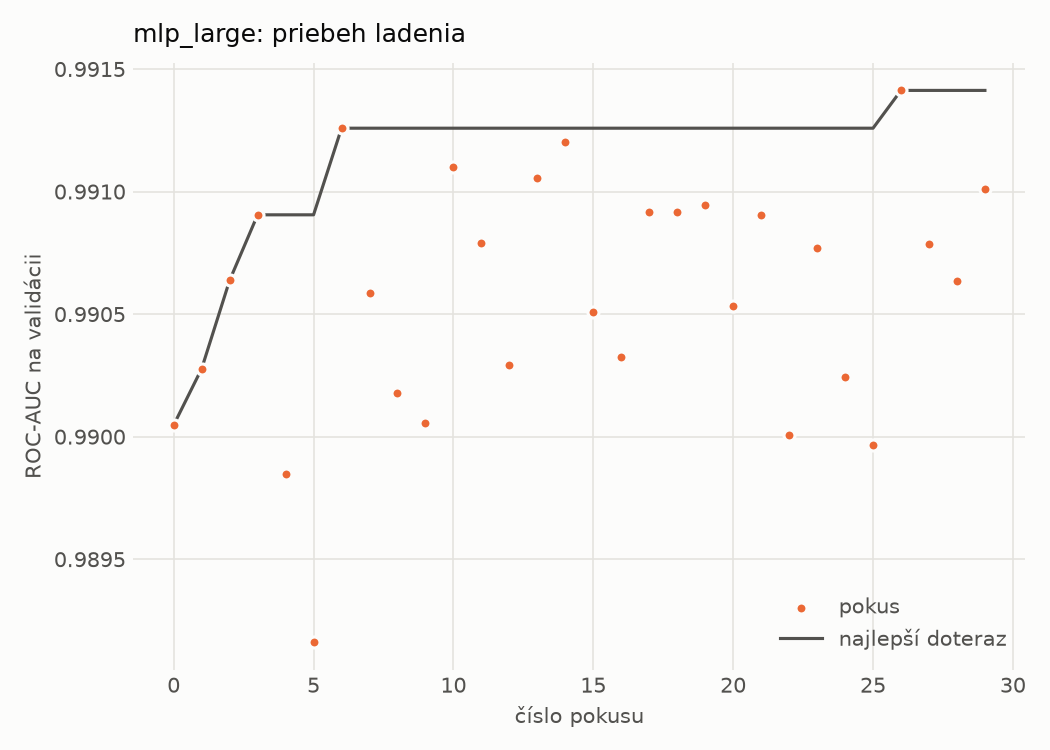 mlp_large: priebeh ladenia
0.9915
0.9910
0.9905
0.9900
0.9895
ROC-AUC na validácii
0 5 10 15 20 25 30
číslo pokusu
pokus
najlepší doteraz